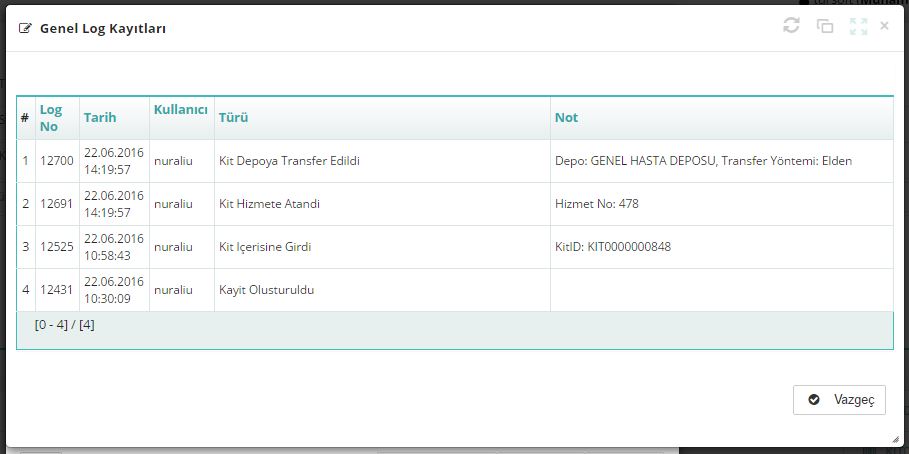 Genel Log Kayıtları
# Log No Tarih Kullanıcı Türü Not
1 12700 22.06.2016 14:19:57 nuraliu Kit Depoya Transfer Edildi Depo: GENEL HASTA DEPOSU, Transfer Yöntemi: Elden
2 12691 22.06.2016 14:19:57 nuraliu Kit Hizmete Atandi Hizmet No: 478
3 12525 22.06.2016 10:58:43 nuraliu Kit Içerisine Girdi KitID: KIT0000000848
4 12431 22.06.2016 10:30:09 nuraliu Kayit Olusturuldu
[0 - 4] / [4]
Vazgeç